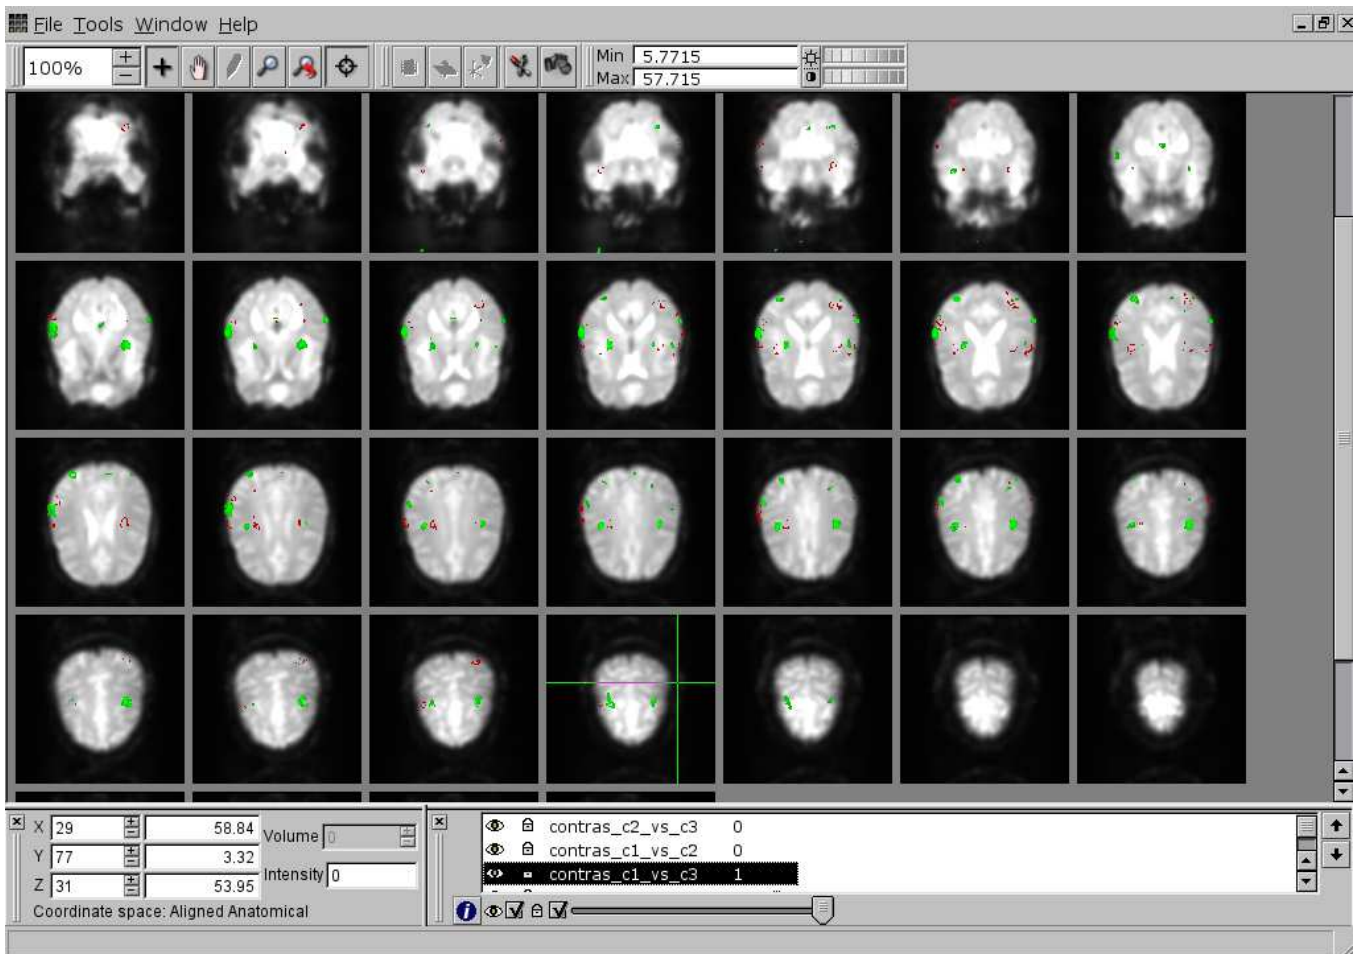 File Tools Window Help
100%
Min 5.7715
Max 57.715
X 29 58.84 Volume 0
Y 77 3.32
Z 31 53.95 Intensity 0
Coordinate space: Aligned Anatomical
contras_c2_vs_c3 0
contras_c1_vs_c2 0
contras_c1_vs_c3 1